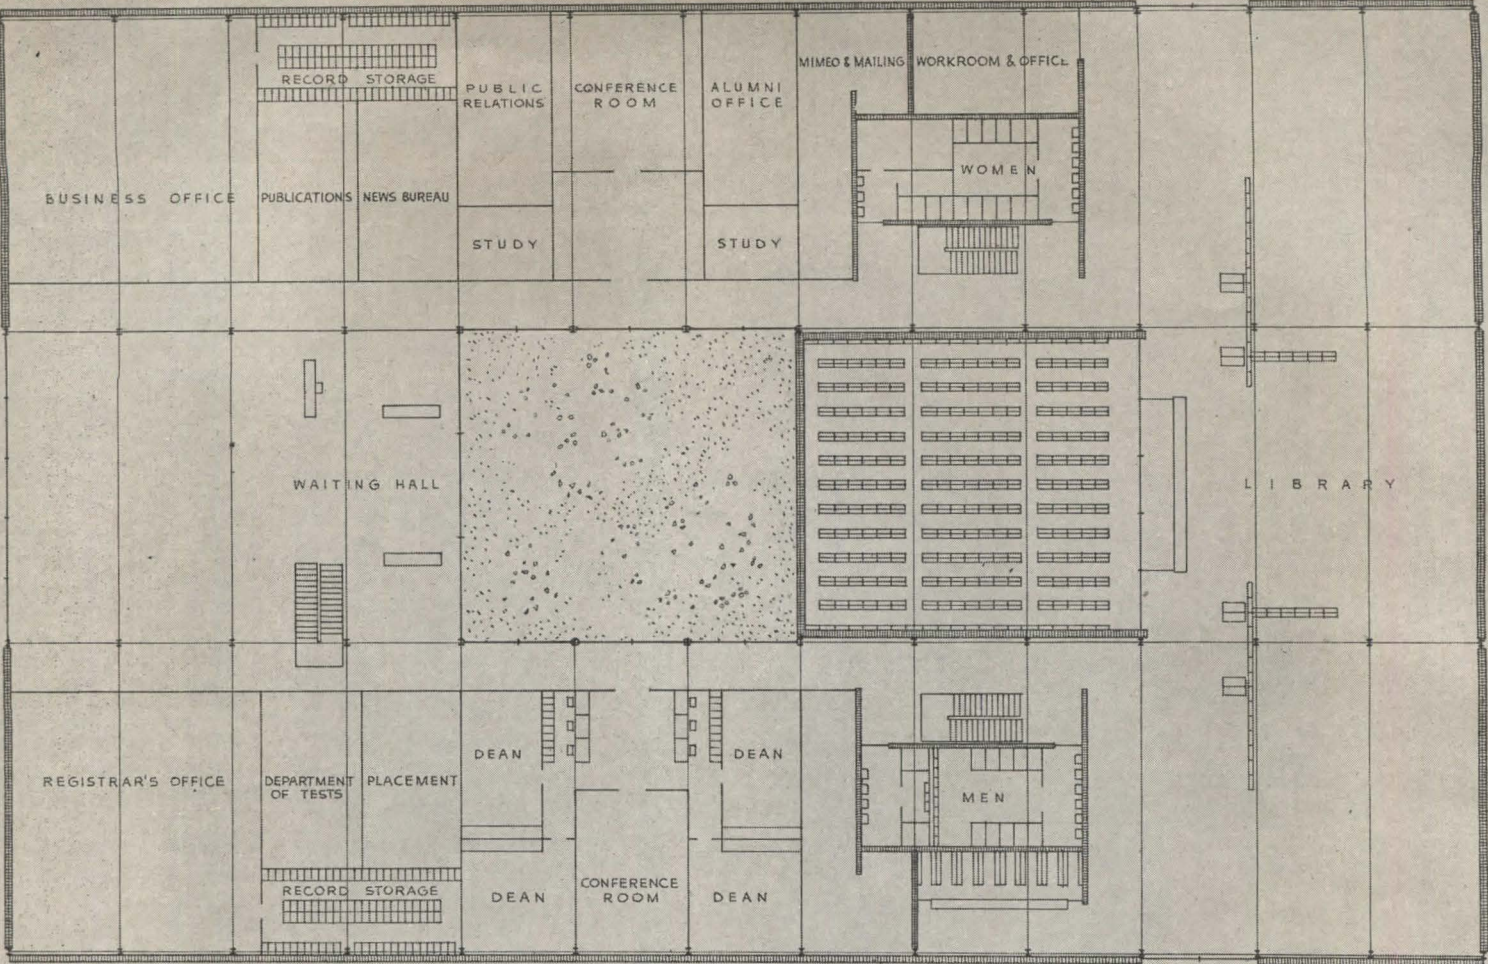 RECORD STORAGE
PUBLIC
RELATIONS
CONFERENCE
ROOM
ALUMNI
OFFICE
MIMEO & MAILING
WORKROOM & OFFICE
WOMEN
BUSINESS OFFICE
PUBLICATIONS
NEWS BUREAU
STUDY
STUDY
WAITING HALL
LIBRARY
REGISTRAR'S OFFICE
DEPARTMENT
OF TESTS
PLACEMENT
DEAN
DEAN
MEN
RECORD STORAGE
DEAN
CONFERENCE
ROOM
DEAN